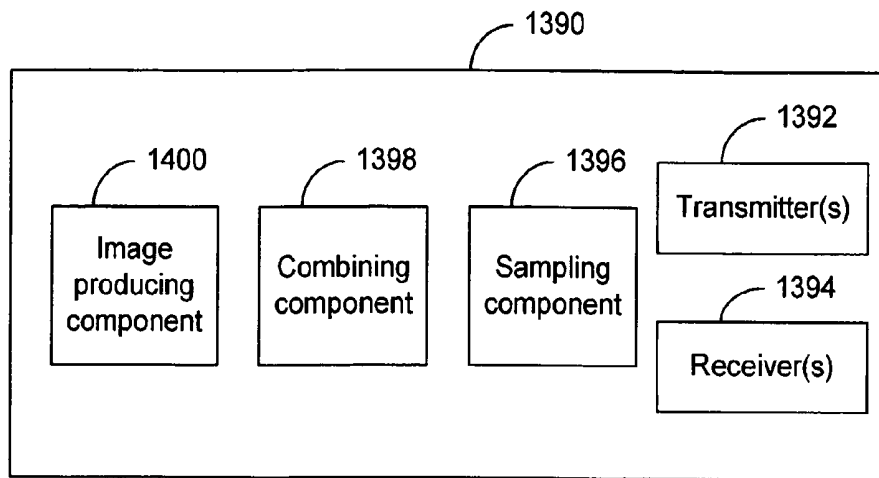 1390
1392
1400
1398
1396
Transmitter(s)
Image
producing
component
Combining
component
Sampling
component
1394
Receiver(s)